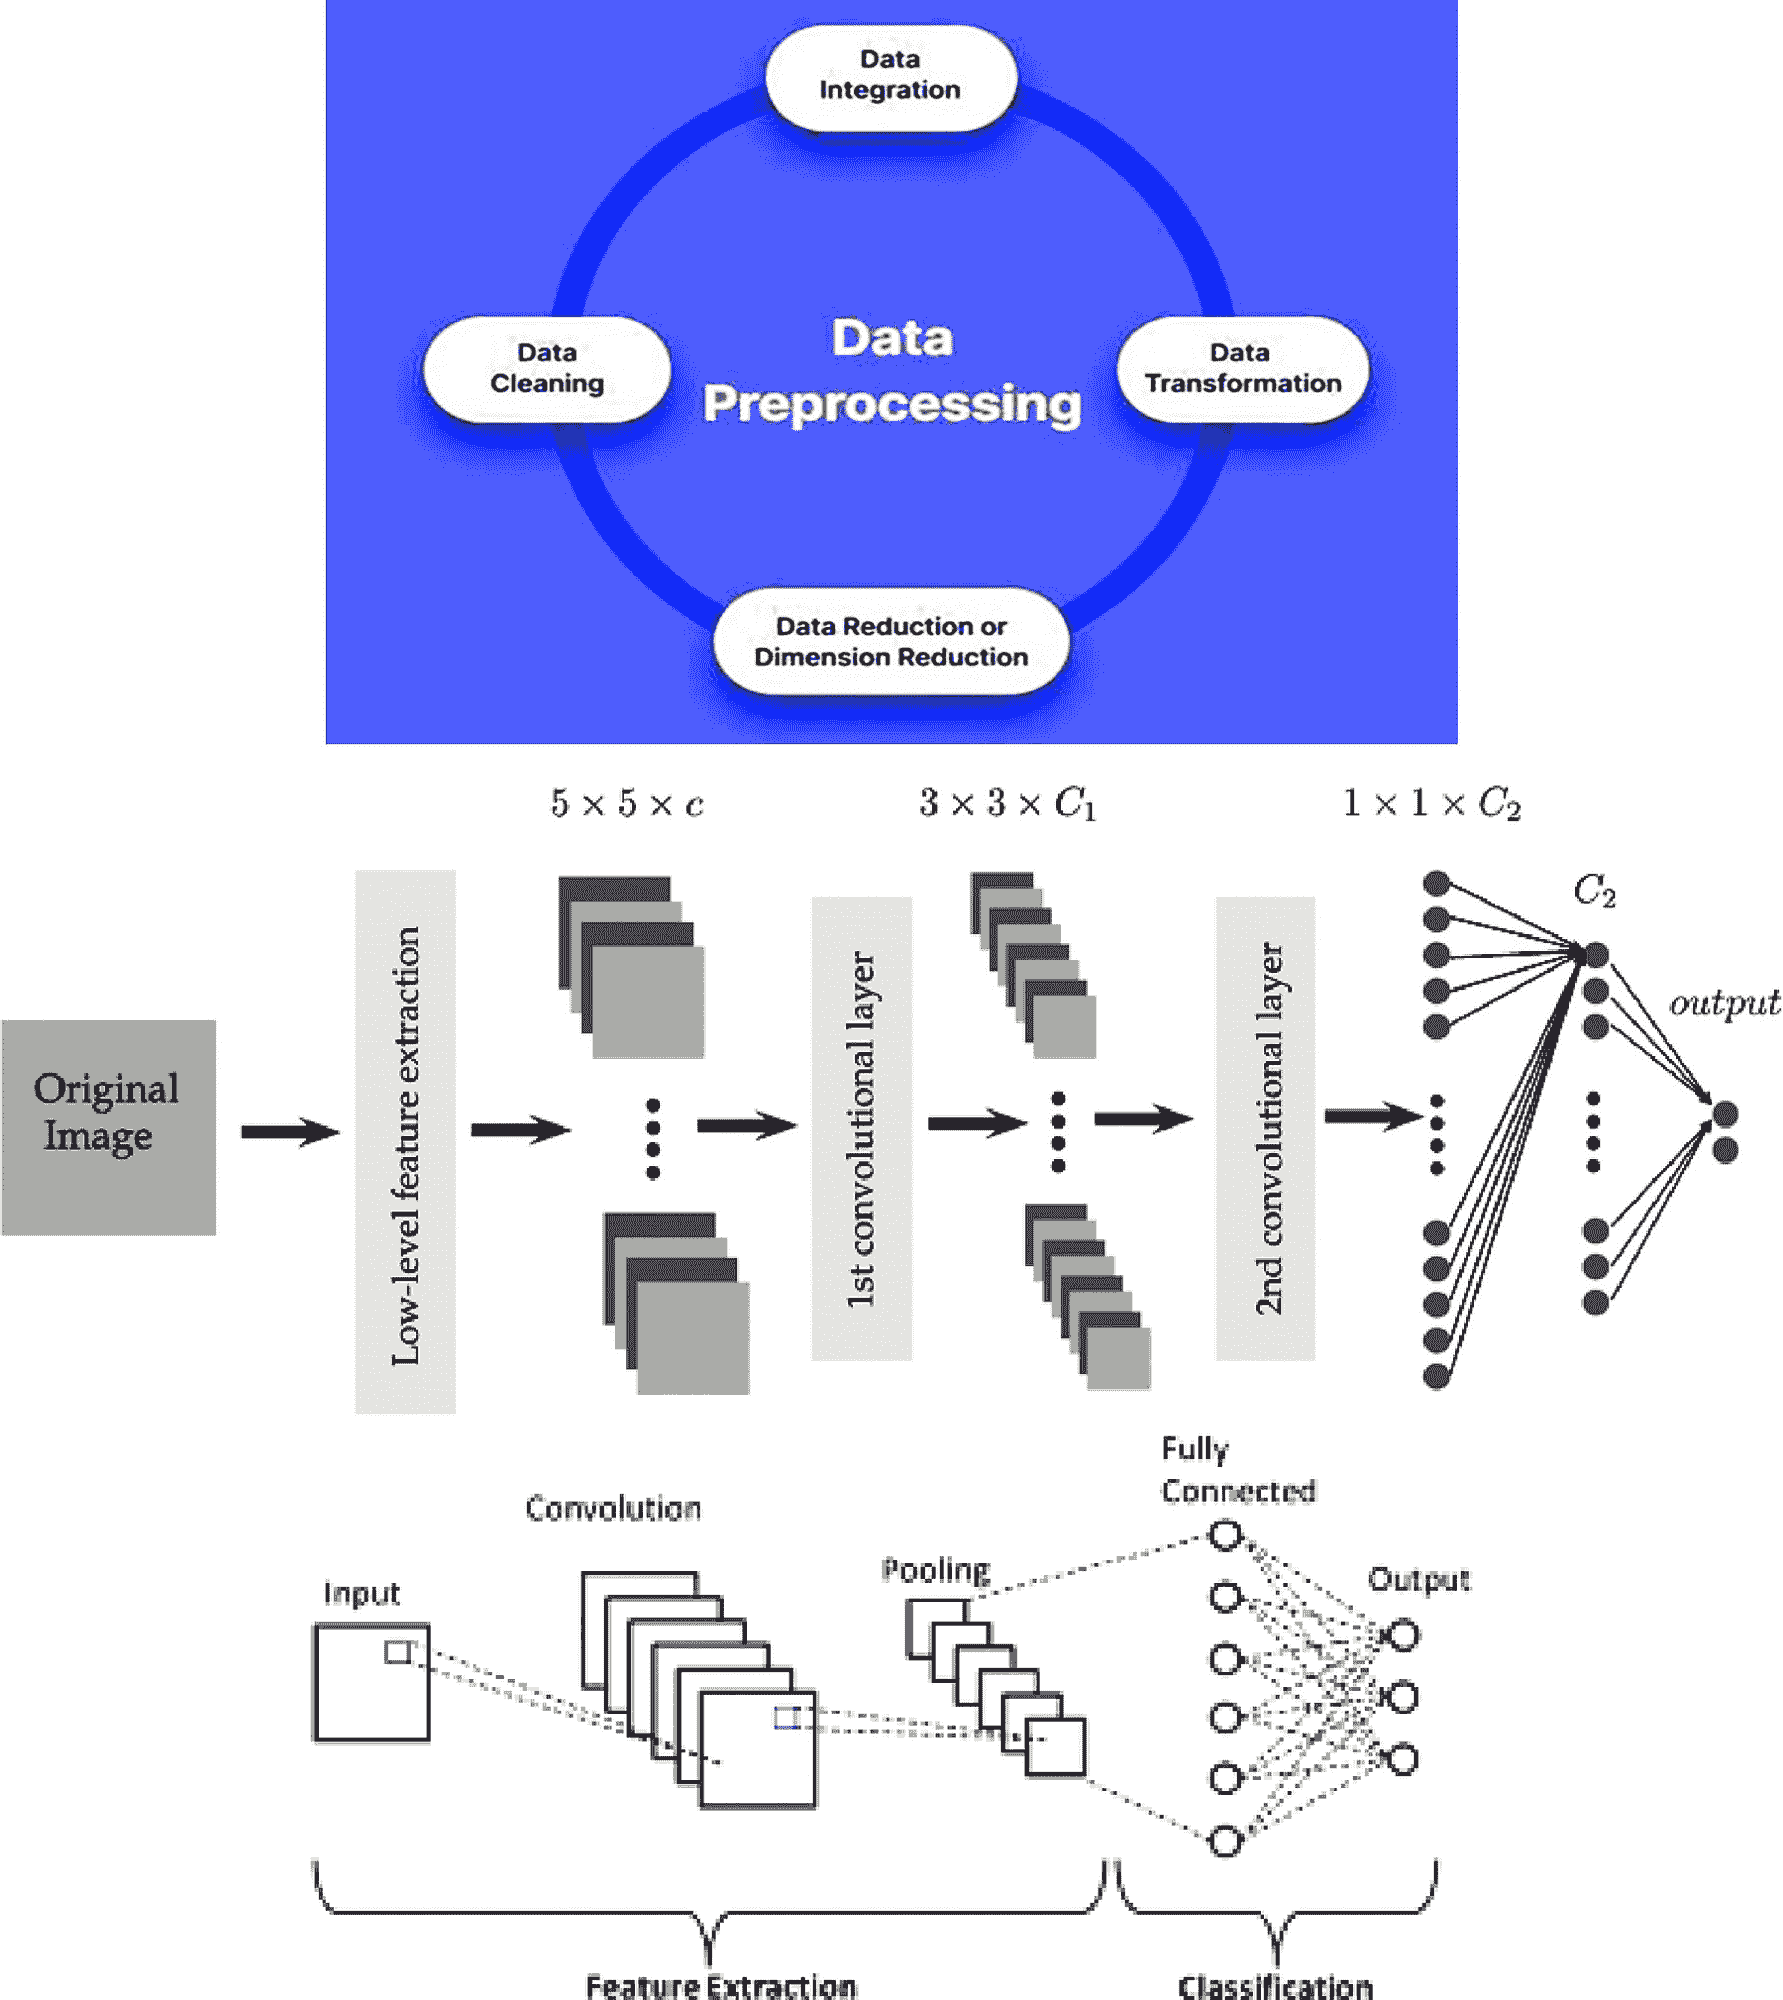 Data
Integration
Data
Cleaning
Data
Preprocessing
Data
Transformation
Data Reduction or
Dimension Reduction
5 × 5 × c
3 × 3 × C₁
1 × 1 × C₂
C₂
output
Original
Image
Low-level feature extraction
1st convolutional layer
2nd convolutional layer
Fully
Connected
Convolution
Pooling
Input
Output
Feature Extraction
Classification